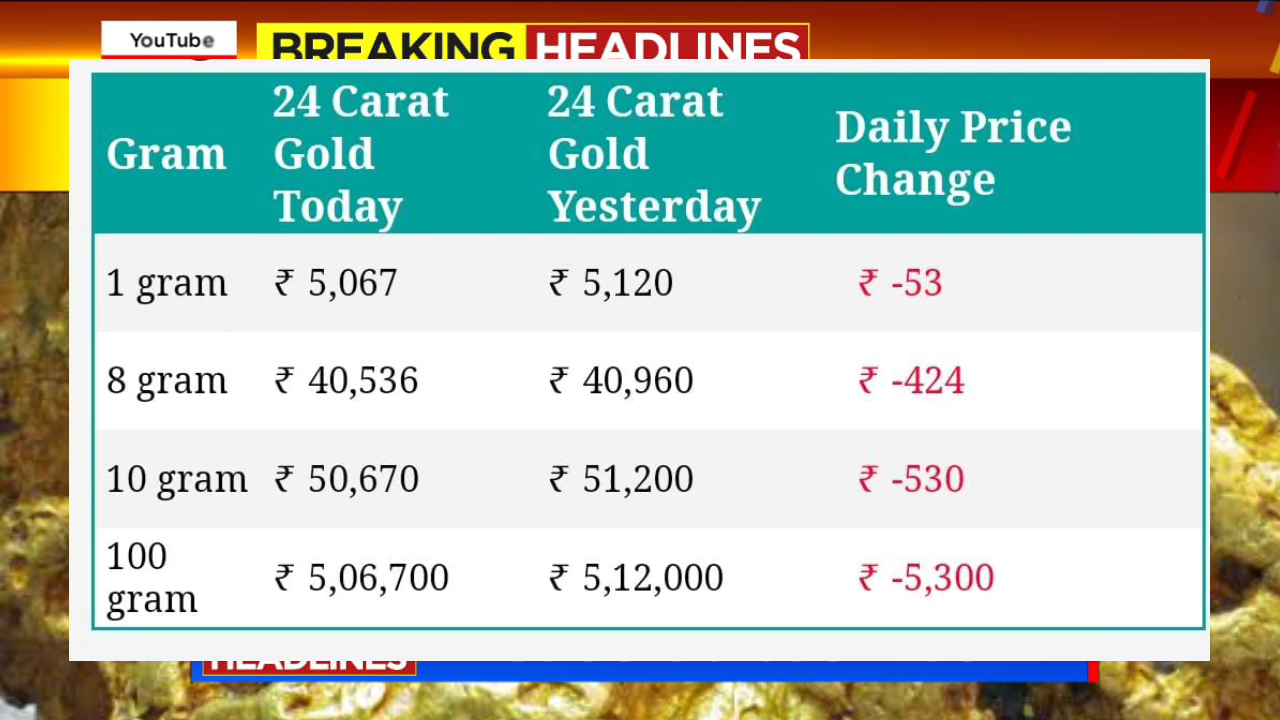 YouTube
BREAKING HEADLINES
Gram
24 Carat
Gold
Today
24 Carat
Gold
Yesterday
Daily Price
Change
1 gram ₹ 5,067 ₹ 5,120 ₹ -53
8 gram ₹ 40,536 ₹ 40,960 ₹ -424
10 gram ₹ 50,670 ₹ 51,200 ₹ -530
100
gram ₹ 5,06,700 ₹ 5,12,000 ₹ -5,300
HEADLINES